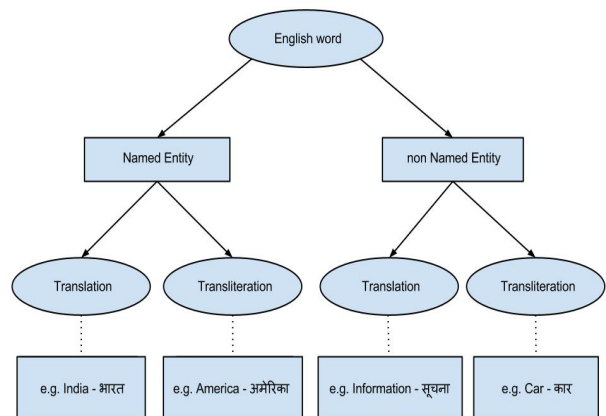 English word
Named Entity
non Named Entity
Translation
Transliteration
Translation
Transliteration
e.g. India - भारत
e.g. America - अमेरिका
e.g. Information - सूचना
e.g. Car - कार